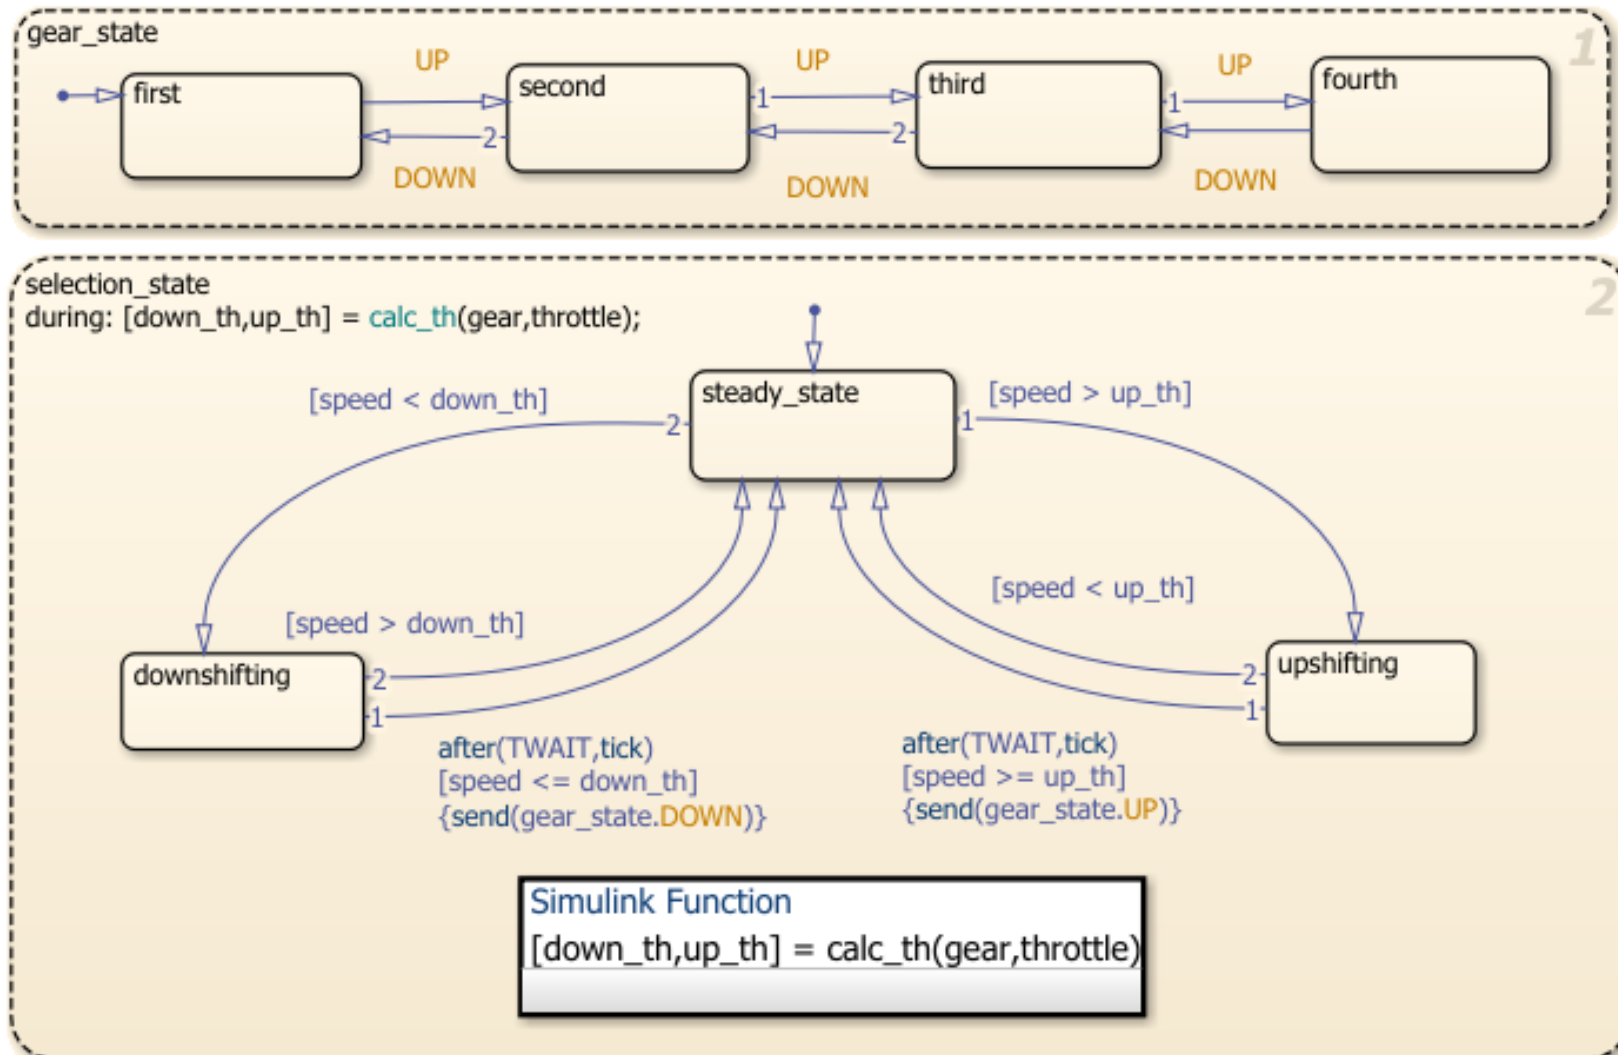 gear_state
1
UP
UP
UP
first
second
third
fourth
1
1
1
2
2
DOWN
DOWN
DOWN
selection_state
2
during: [down_th,up_th] = calc_th(gear,throttle);
steady_state
[speed < down_th]
[speed > up_th]
2
1
[speed < up_th]
[speed > down_th]
downshifting
upshifting
2
2
1
1
after(TWAIT,tick)
[speed <= down_th]
{send(gear_state.DOWN)}
after(TWAIT,tick)
[speed >= up_th]
{send(gear_state.UP)}
Simulink Function
[down_th,up_th] = calc_th(gear,throttle)